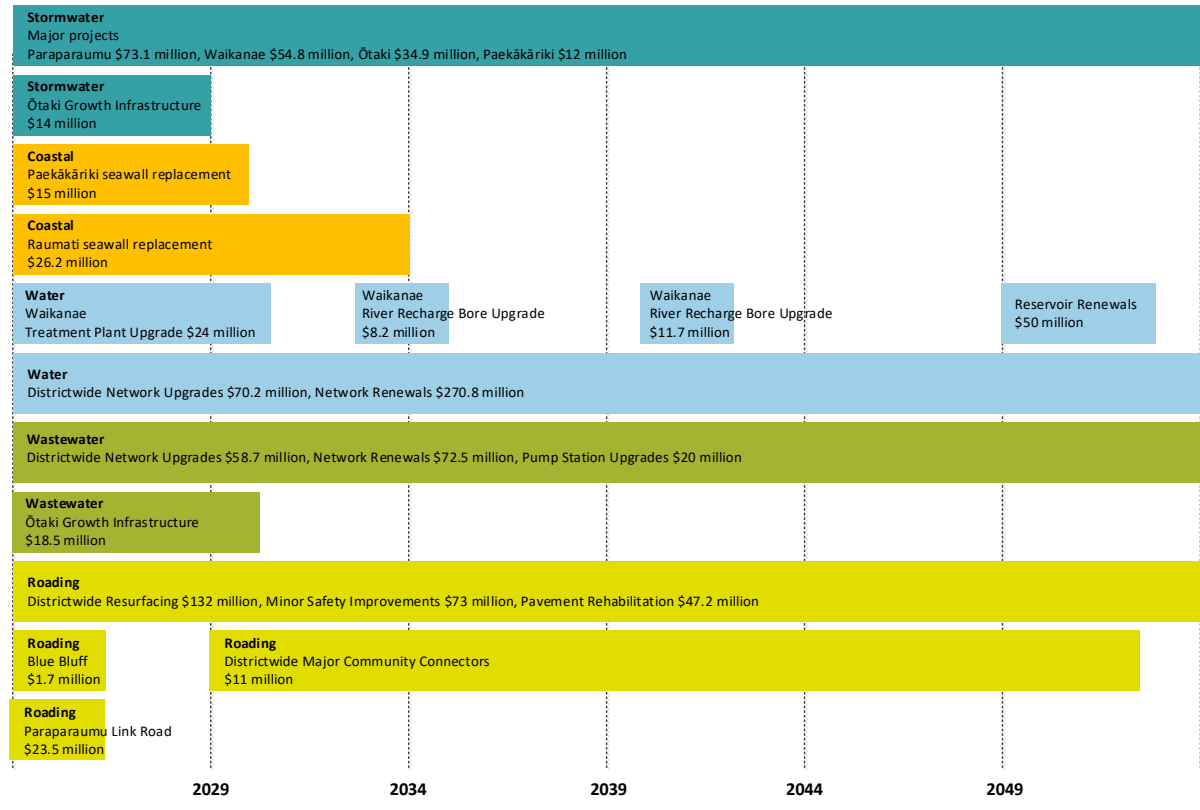 Stormwater
Major projects
Paraparaumu $73.1 million, Waikanae $54.8 million, Ōtaki $34.9 million, Paekākāriki $12 million
Stormwater
Ōtaki Growth Infrastructure
$14 million
Coastal
Paekākāriki seawall replacement
$15 million
Coastal
Raumati seawall replacement
$26.2 million
Water
Waikanae
Treatment Plant Upgrade $24 million
Waikanae
River Recharge Bore Upgrade
$8.2 million
Waikanae
River Recharge Bore Upgrade
$11.7 million
Reservoir Renewals
$50 million
Water
Districtwide Network Upgrades $70.2 million, Network Renewals $270.8 million
Wastewater
Districtwide Network Upgrades $58.7 million, Network Renewals $72.5 million, Pump Station Upgrades $20 million
Wastewater
Ōtaki Growth Infrastructure
$18.5 million
Roading
Districtwide Resurfacing $132 million, Minor Safety Improvements $73 million, Pavement Rehabilitation $47.2 million
Roading
Blue Bluff
$1.7 million
Roading
Districtwide Major Community Connectors
$11 million
Roading
Paraparaumu Link Road
$23.5 million
2029
2034
2039
2044
2049